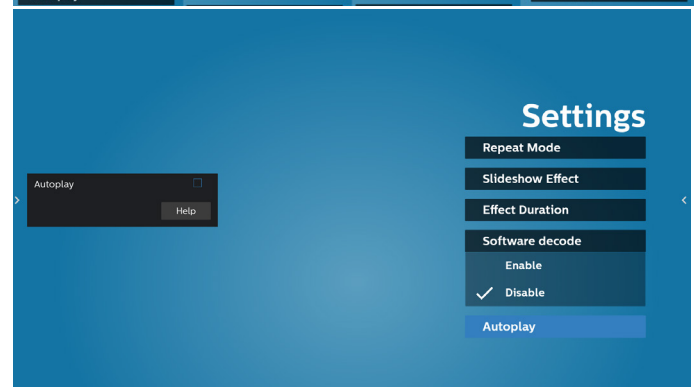 Settings
Repeat Mode
Slideshow Effect
Effect Duration
Software decode
Enable
Disable
Autoplay
Autoplay
Help